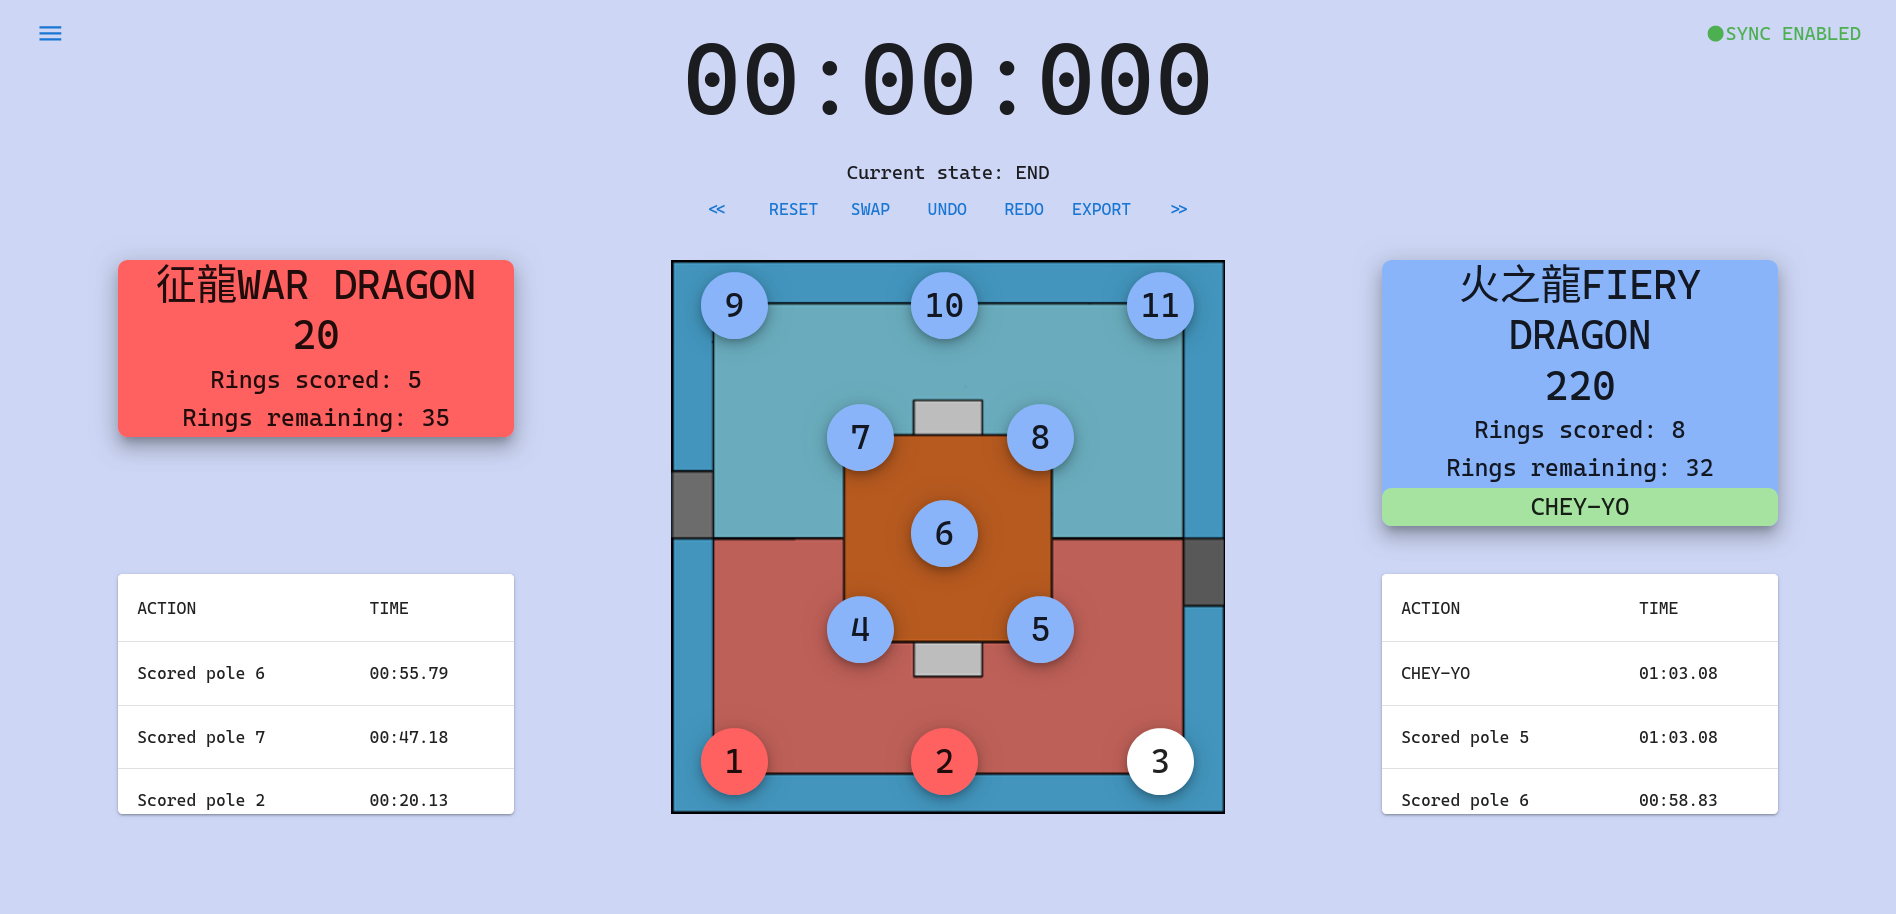 SYNC ENABLED
00:00:000
Current state: END
<< RESET SWAP UNDO REDO EXPORT >>
征龍WAR DRAGON
20
Rings scored: 5
Rings remaining: 35
ACTION TIME
Scored pole 6 00:55.79
Scored pole 7 00:47.18
Scored pole 2 00:20.13
9 10 11
7 8
6
4 5
1 2 3
火之龍FIERY
DRAGON
220
Rings scored: 8
Rings remaining: 32
CHEY-YO
ACTION TIME
CHEY-YO 01:03.08
Scored pole 5 01:03.08
Scored pole 6 00:58.83